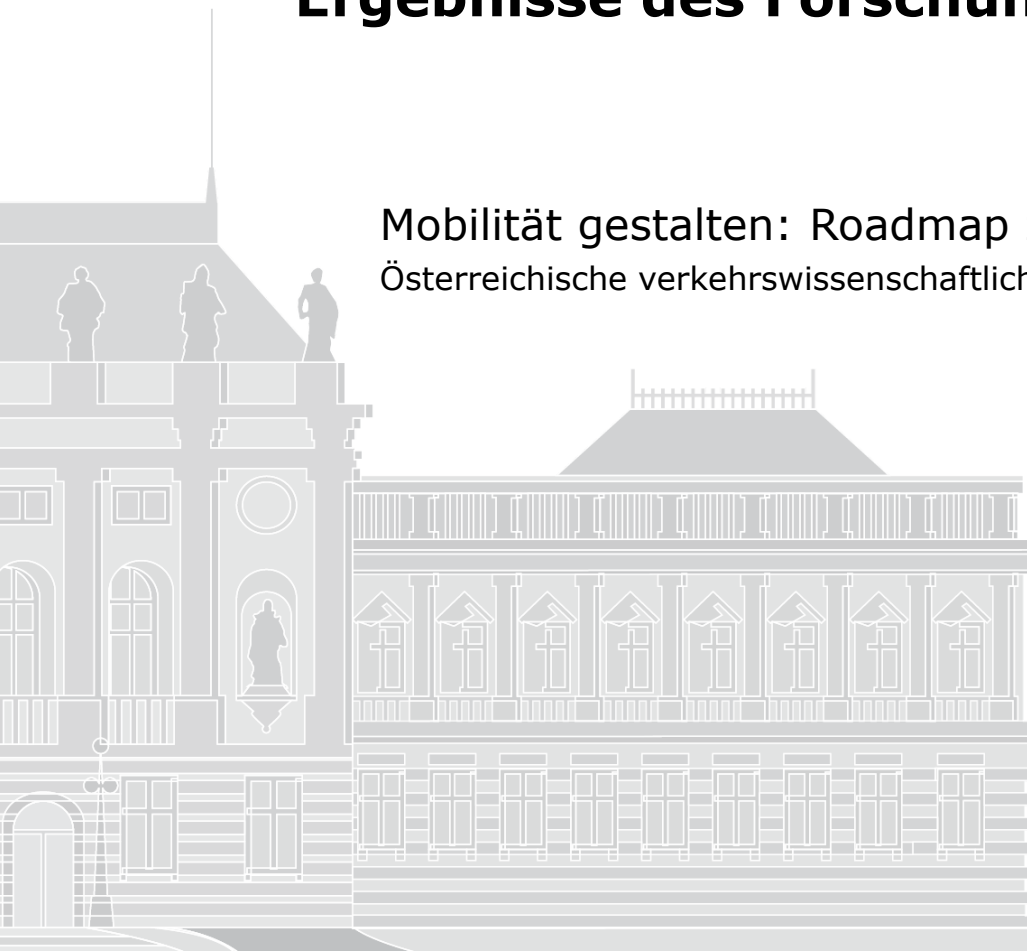 Ergebnisse des Forschun
Mobilität gestalten: Roadmap
Österreichische verkehrswissenschaftlich